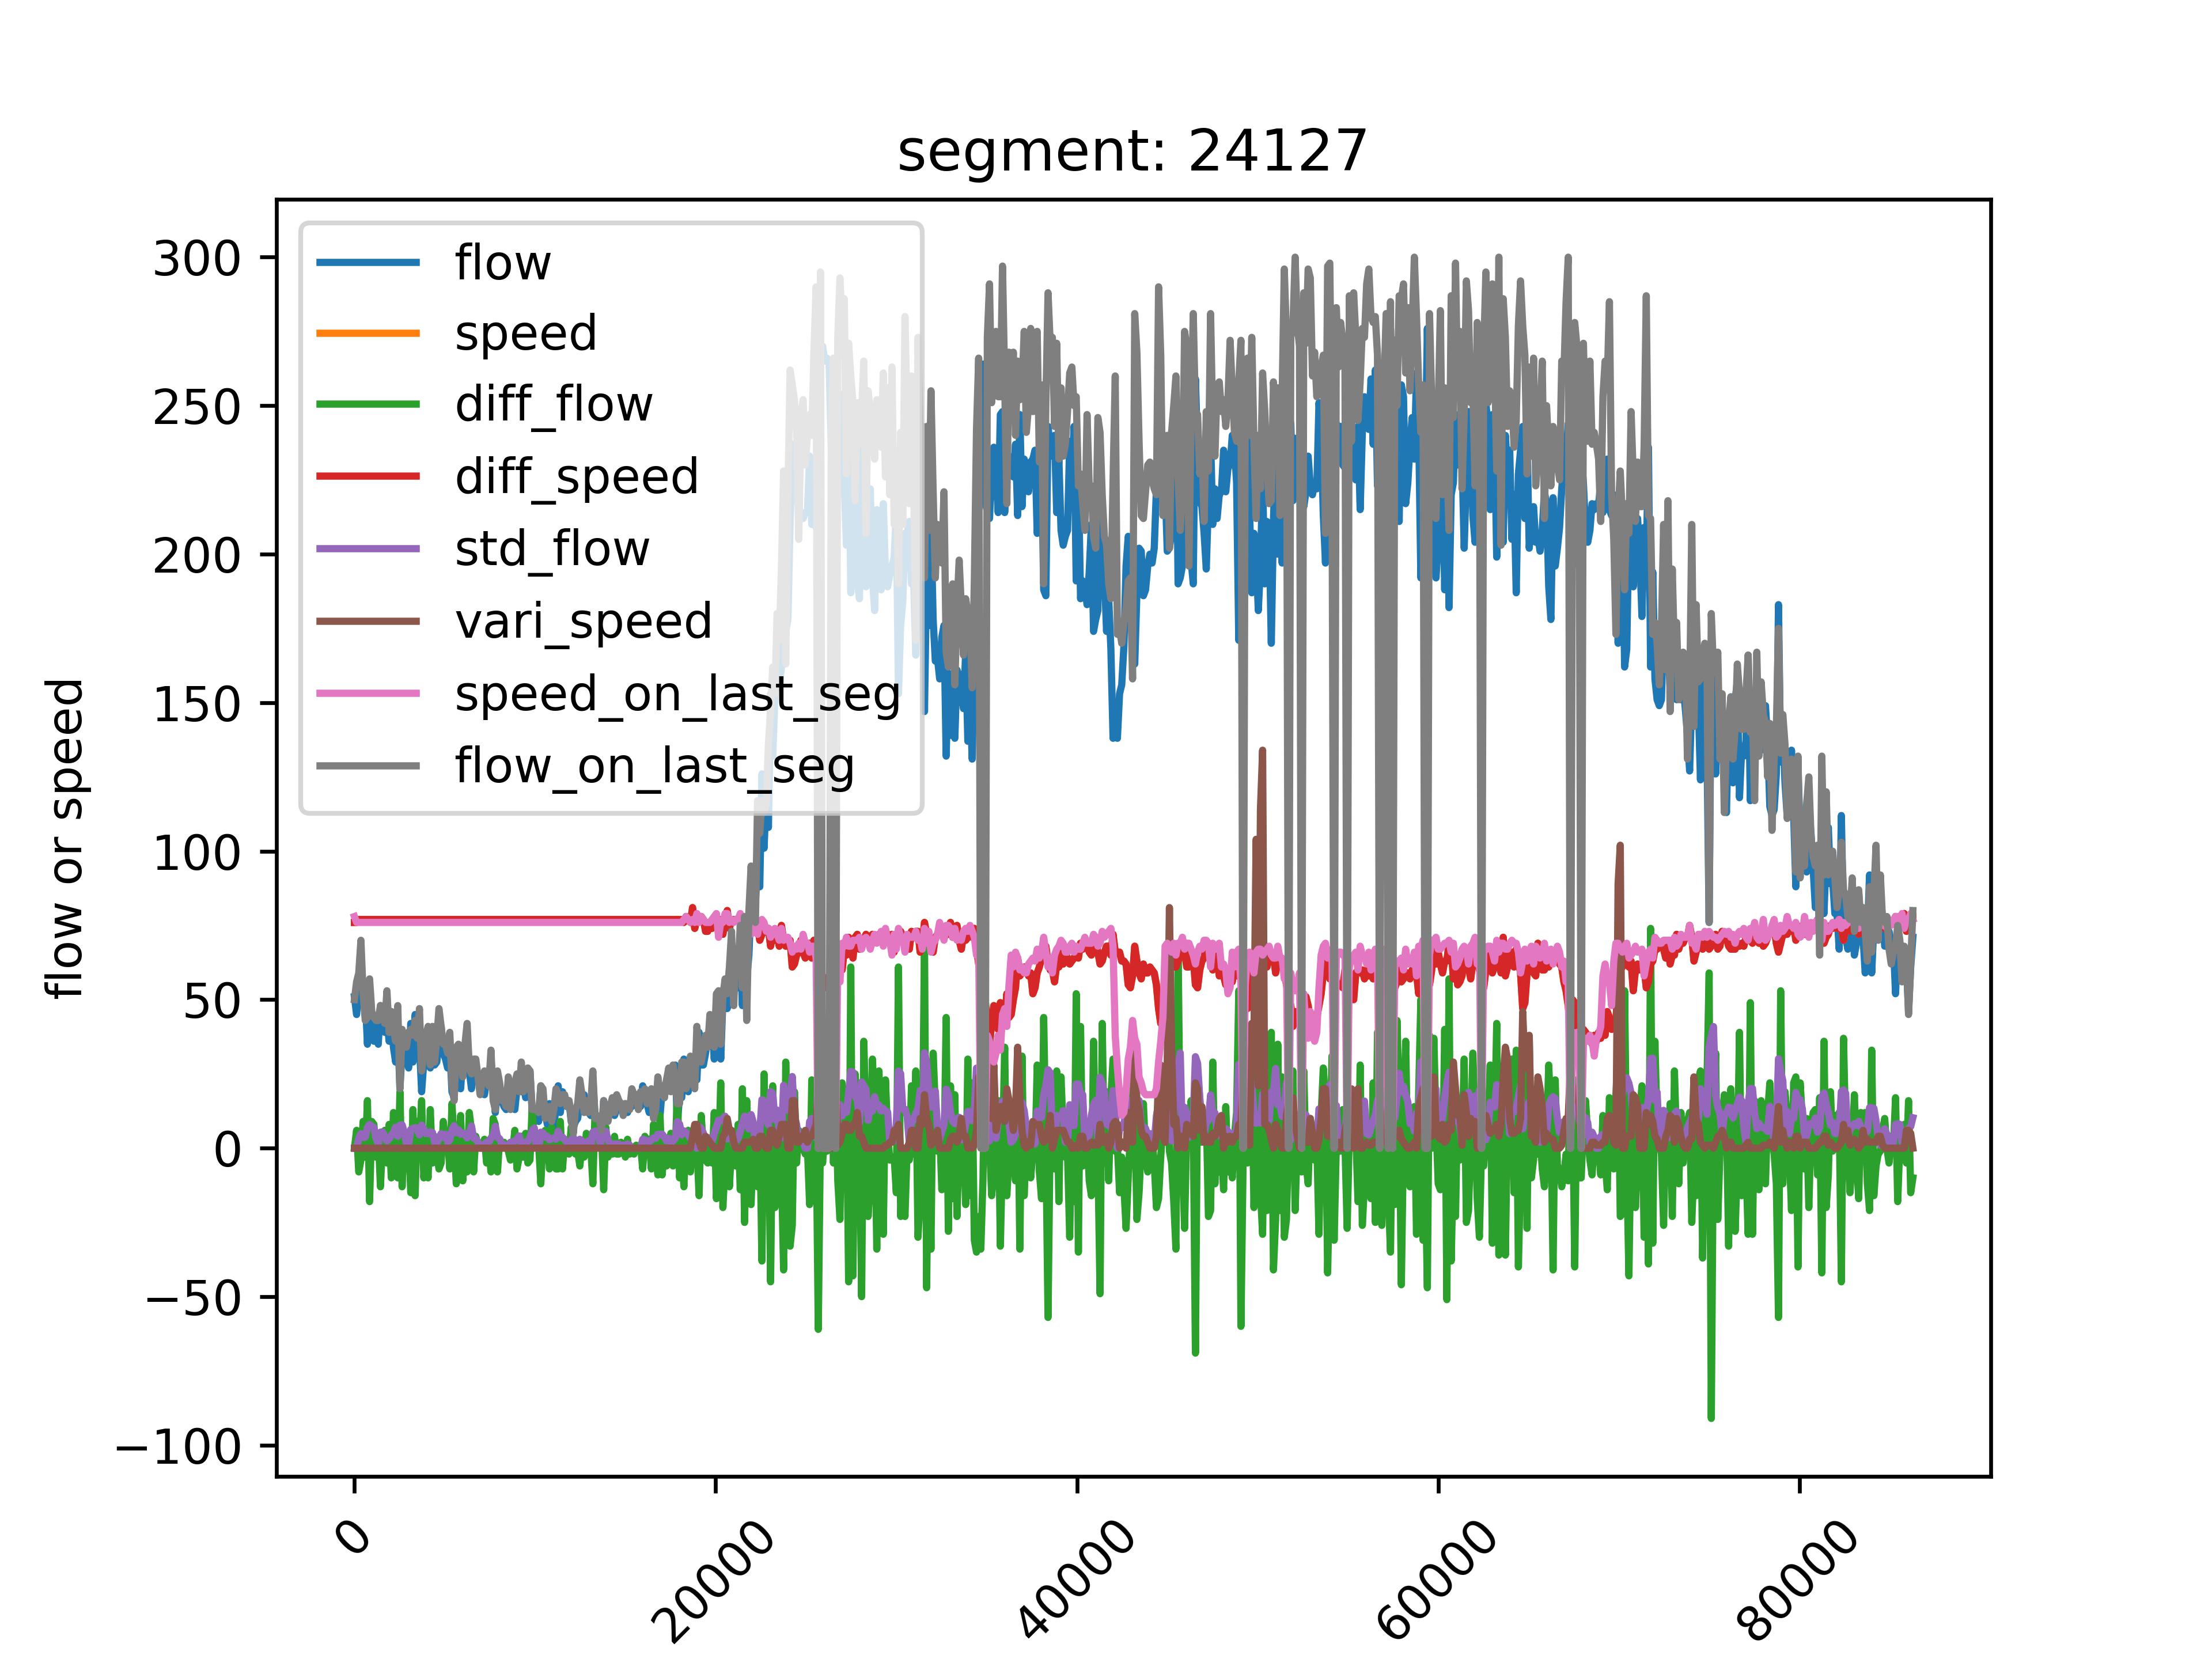 segment: 24127
flow or speed
300
250
200
150
100
50
0
−50
−100
flow
speed
diff_flow
diff_speed
std_flow
vari_speed
speed_on_last_seg
flow_on_last_seg
0
20000
40000
60000
80000